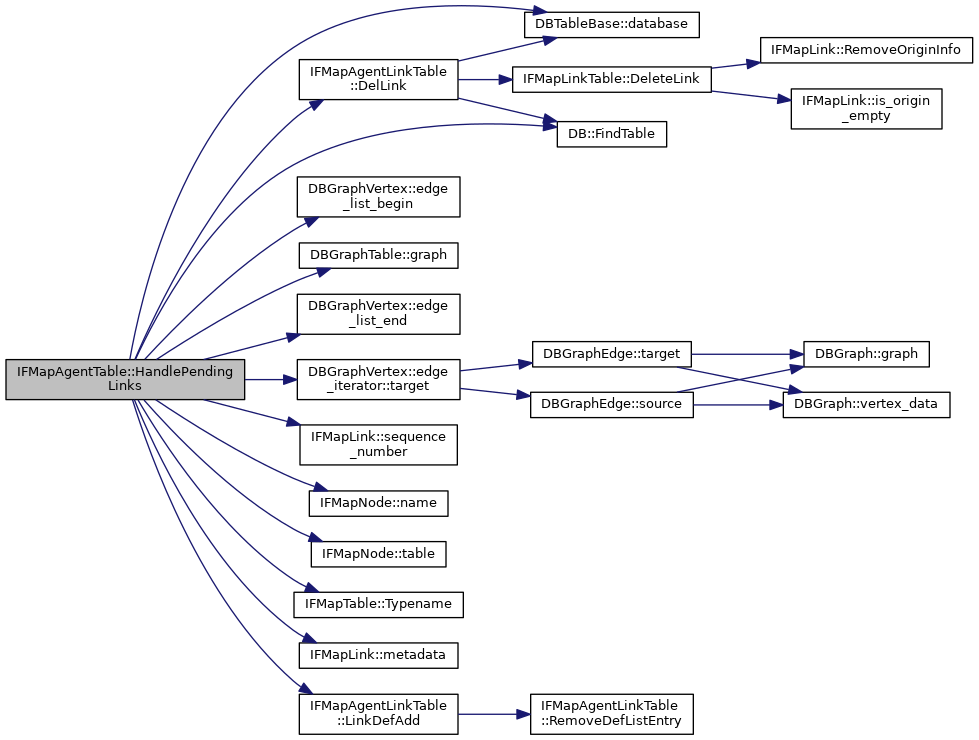 DBTableBase::database
IFMapLink::RemoveOriginInfo
IFMapAgentLinkTable
::DelLink
IFMapLinkTable::DeleteLink
IFMapLink::is_origin
_empty
DB::FindTable
DBGraphVertex::edge
_list_begin
DBGraphTable::graph
DBGraphVertex::edge
_list_end
IFMapAgentTable::HandlePending
Links
DBGraphVertex::edge
_iterator::target
DBGraphEdge::target
DBGraph::graph
DBGraphEdge::source
DBGraph::vertex_data
IFMapLink::sequence
_number
IFMapNode::name
IFMapNode::table
IFMapTable::Typename
IFMapLink::metadata
IFMapAgentLinkTable
::LinkDefAdd
IFMapAgentLinkTable
::RemoveDefListEntry